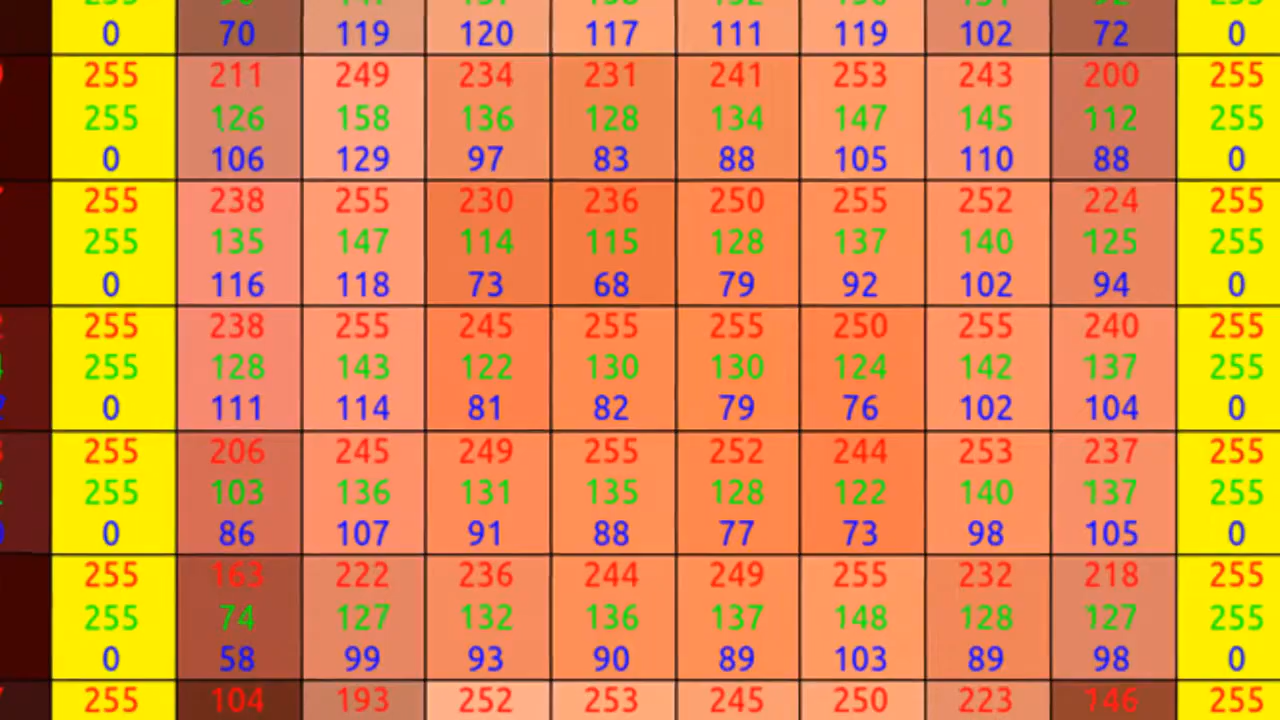 0 70 119 120 117 111 119 102 72 0
255 211 249 234 231 241 253 243 200 255
255 126 158 136 128 134 147 145 112 255
0 106 129 97 83 88 105 110 88 0
255 238 255 230 236 250 255 252 224 255
255 135 147 114 115 128 137 140 125 255
0 116 118 73 68 79 92 102 94 0
255 238 255 245 255 255 250 255 240 255
255 128 143 122 130 130 124 142 137 255
0 111 114 81 82 79 76 102 104 0
255 206 245 249 255 252 244 253 237 255
255 103 136 131 135 128 122 140 137 255
0 86 107 91 88 77 73 98 105 0
255 163 222 236 244 249 255 232 218 255
255 74 127 132 136 137 148 128 127 255
0 58 99 93 90 89 103 89 98 0
255 104 193 252 253 245 250 223 146 255